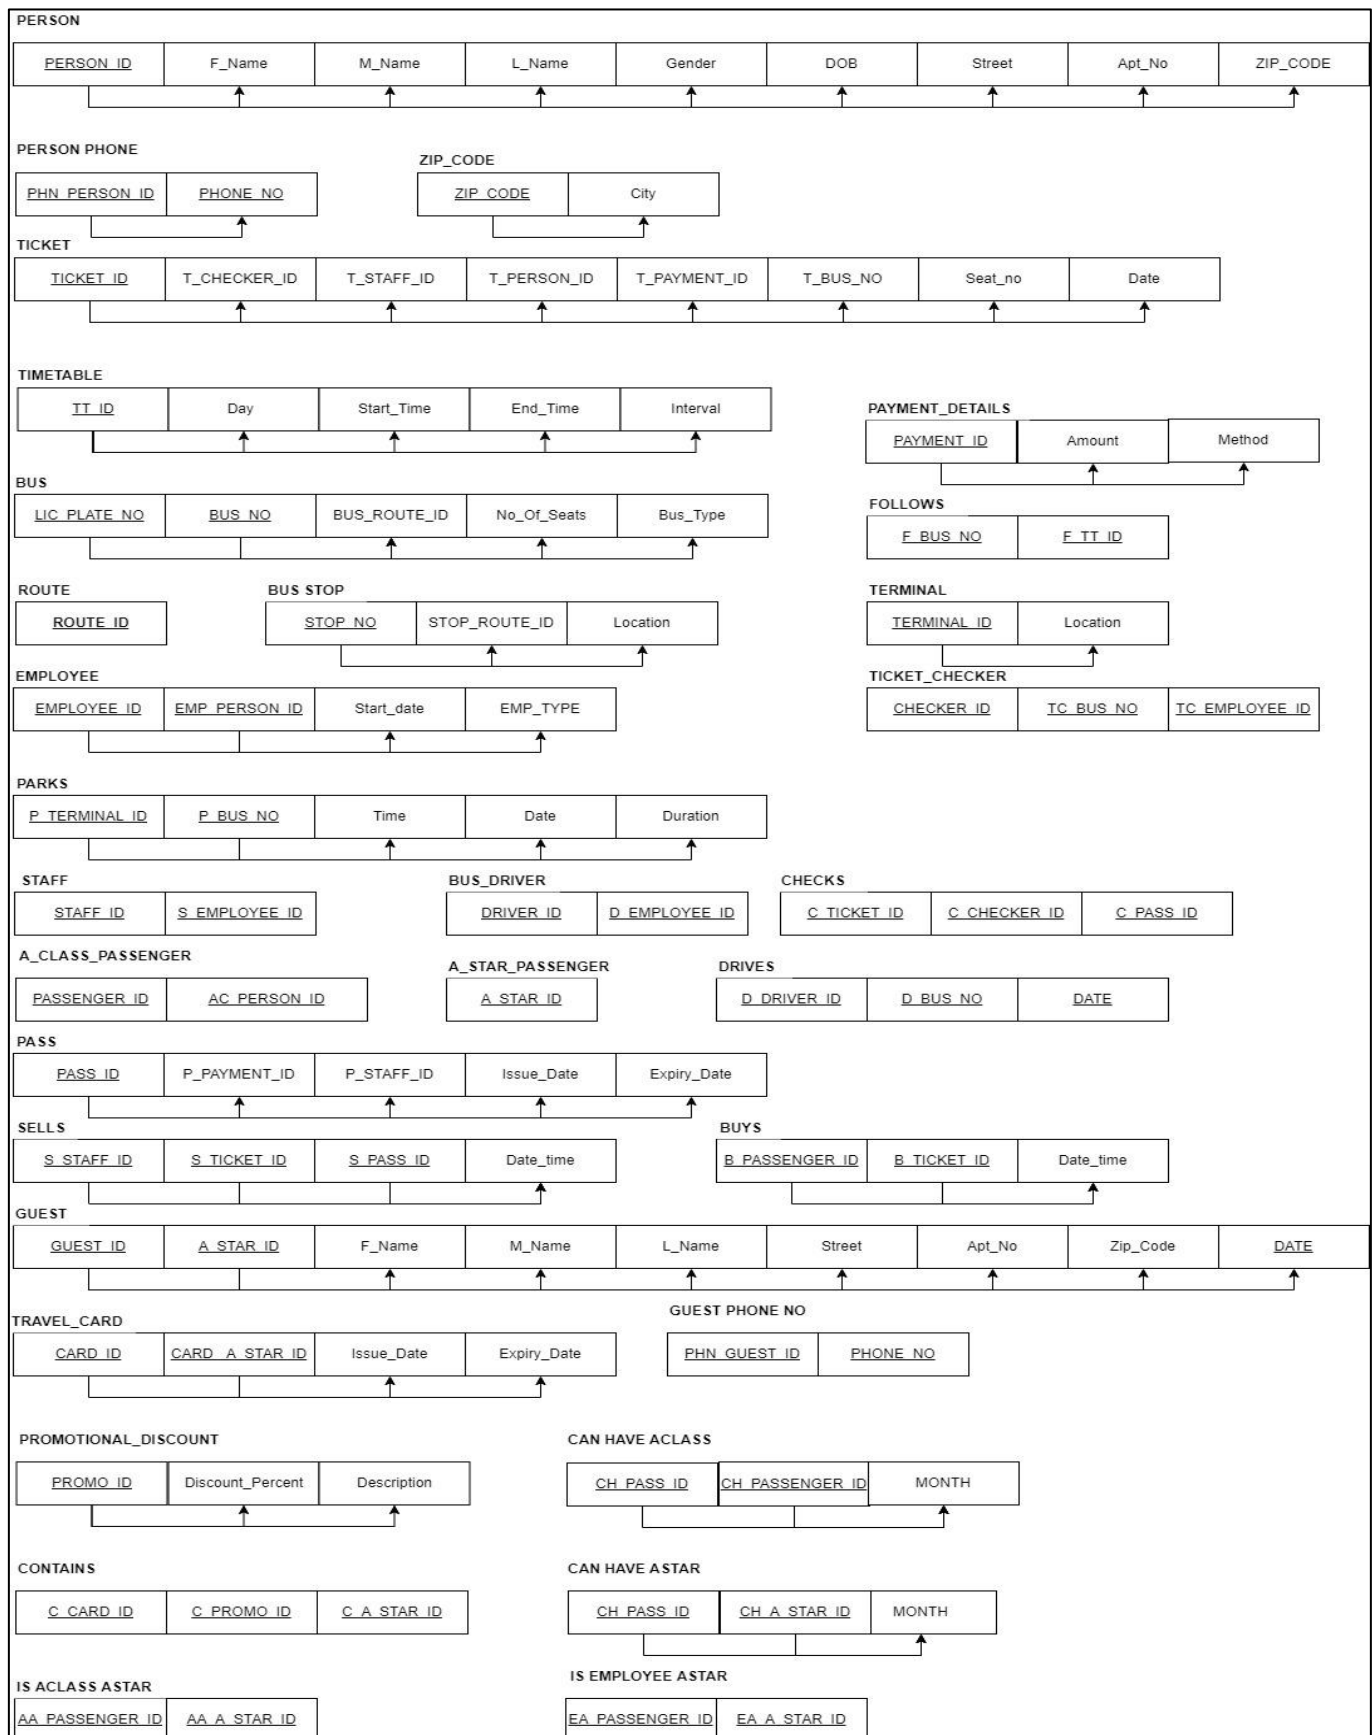 PERSON
PERSON_ID F_Name M_Name L_Name Gender DOB Street Apt_No ZIP_CODE
PERSON PHONE
ZIP_CODE
PHN_PERSON_ID PHONE_NO
ZIP_CODE City
TICKET
TICKET_ID T_CHECKER_ID T_STAFF_ID T_PERSON_ID T_PAYMENT_ID T_BUS_NO Seat_no Date
TIMETABLE
TT_ID Day Start_Time End_Time Interval
PAYMENT_DETAILS
PAYMENT_ID Amount Method
BUS
LIC_PLATE_NO BUS_NO BUS_ROUTE_ID No_Of_Seats Bus_Type
FOLLOWS
F_BUS_NO F_TT_ID
ROUTE
ROUTE_ID
BUS STOP
STOP_NO STOP_ROUTE_ID Location
TERMINAL
TERMINAL_ID Location
EMPLOYEE
EMPLOYEE_ID EMP_PERSON_ID Start_date EMP_TYPE
TICKET_CHECKER
CHECKER_ID TC_BUS_NO TC_EMPLOYEE_ID
PARKS
P_TERMINAL_ID P_BUS_NO Time Date Duration
STAFF
STAFF_ID S_EMPLOYEE_ID
BUS_DRIVER
DRIVER_ID D_EMPLOYEE_ID
CHECKS
C_TICKET_ID C_CHECKER_ID C_PASS_ID
A_CLASS_PASSENGER
PASSENGER_ID AC_PERSON_ID
A_STAR_PASSENGER
A_STAR_ID
DRIVES
D_DRIVER_ID D_BUS_NO DATE
PASS
PASS_ID P_PAYMENT_ID P_STAFF_ID Issue_Date Expiry_Date
SELLS
S_STAFF_ID S_TICKET_ID S_PASS_ID Date_time
BUYS
B_PASSENGER_ID B_TICKET_ID Date_time
GUEST
GUEST_ID A_STAR_ID F_Name M_Name L_Name Street Apt_No Zip_Code DATE
TRAVEL_CARD
CARD_ID CARD_ A_STAR_ID Issue_Date Expiry_Date
GUEST PHONE NO
PHN_GUEST_ID PHONE_NO
PROMOTIONAL_DISCOUNT
PROMO_ID Discount_Percent Description
CAN HAVE ACLASS
CH_PASS_ID CH_PASSENGER_ID MONTH
CONTAINS
C_CARD_ID C_PROMO_ID C_A_STAR_ID
CAN HAVE ASTAR
CH_PASS_ID CH_A_STAR_ID MONTH
IS ACLASS ASTAR
AA_PASSENGER_ID AA_A_STAR_ID
IS EMPLOYEE ASTAR
EA_PASSENGER_ID EA_A_STAR_ID